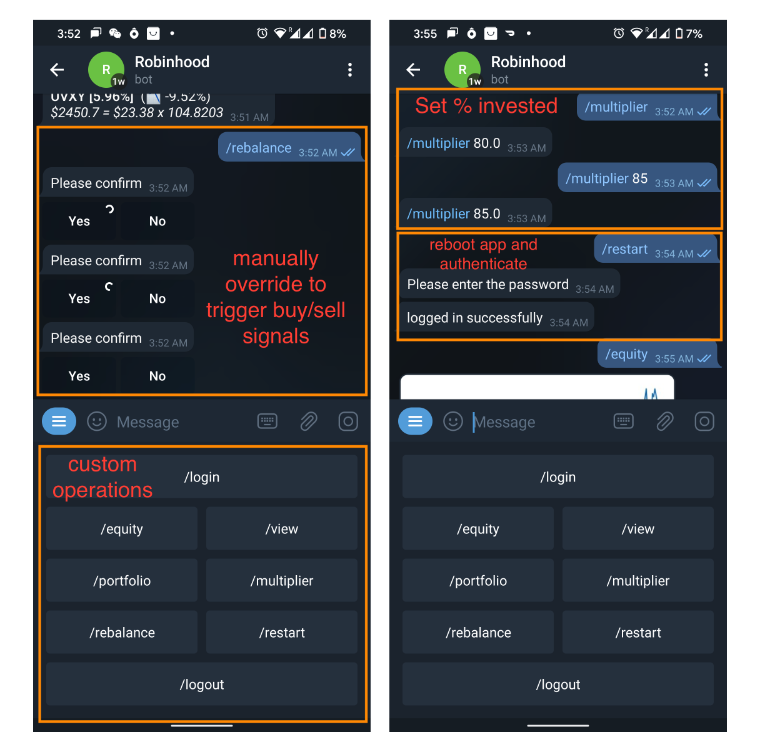 3:52
8%
Robinhood
R
1w
bot
UVXY [5.96%] ( -9.52%)
$2450.7 = $23.38 x 104.8203 3:51 AM
/rebalance 3:52 AM
Please confirm 3:52 AM
Yes No
Please confirm 3:52 AM
Yes No
Please confirm 3:52 AM
Yes No
manually
override to
trigger buy/sell
signals
Message
custom
operations
/login
/equity /view
/portfolio /multiplier
/rebalance /restart
/logout
3:55
7%
Robinhood
R
1w
bot
Set % invested
/multiplier 3:52 AM
/multiplier 80.0 3:53 AM
/multiplier 85 3:53 AM
/multiplier 85.0 3:53 AM
reboot app and
authenticate
/restart 3:54 AM
Please enter the password 3:54 AM
logged in successfully 3:54 AM
/equity 3:55 AM
Message
/login
/equity /view
/portfolio /multiplier
/rebalance /restart
/logout